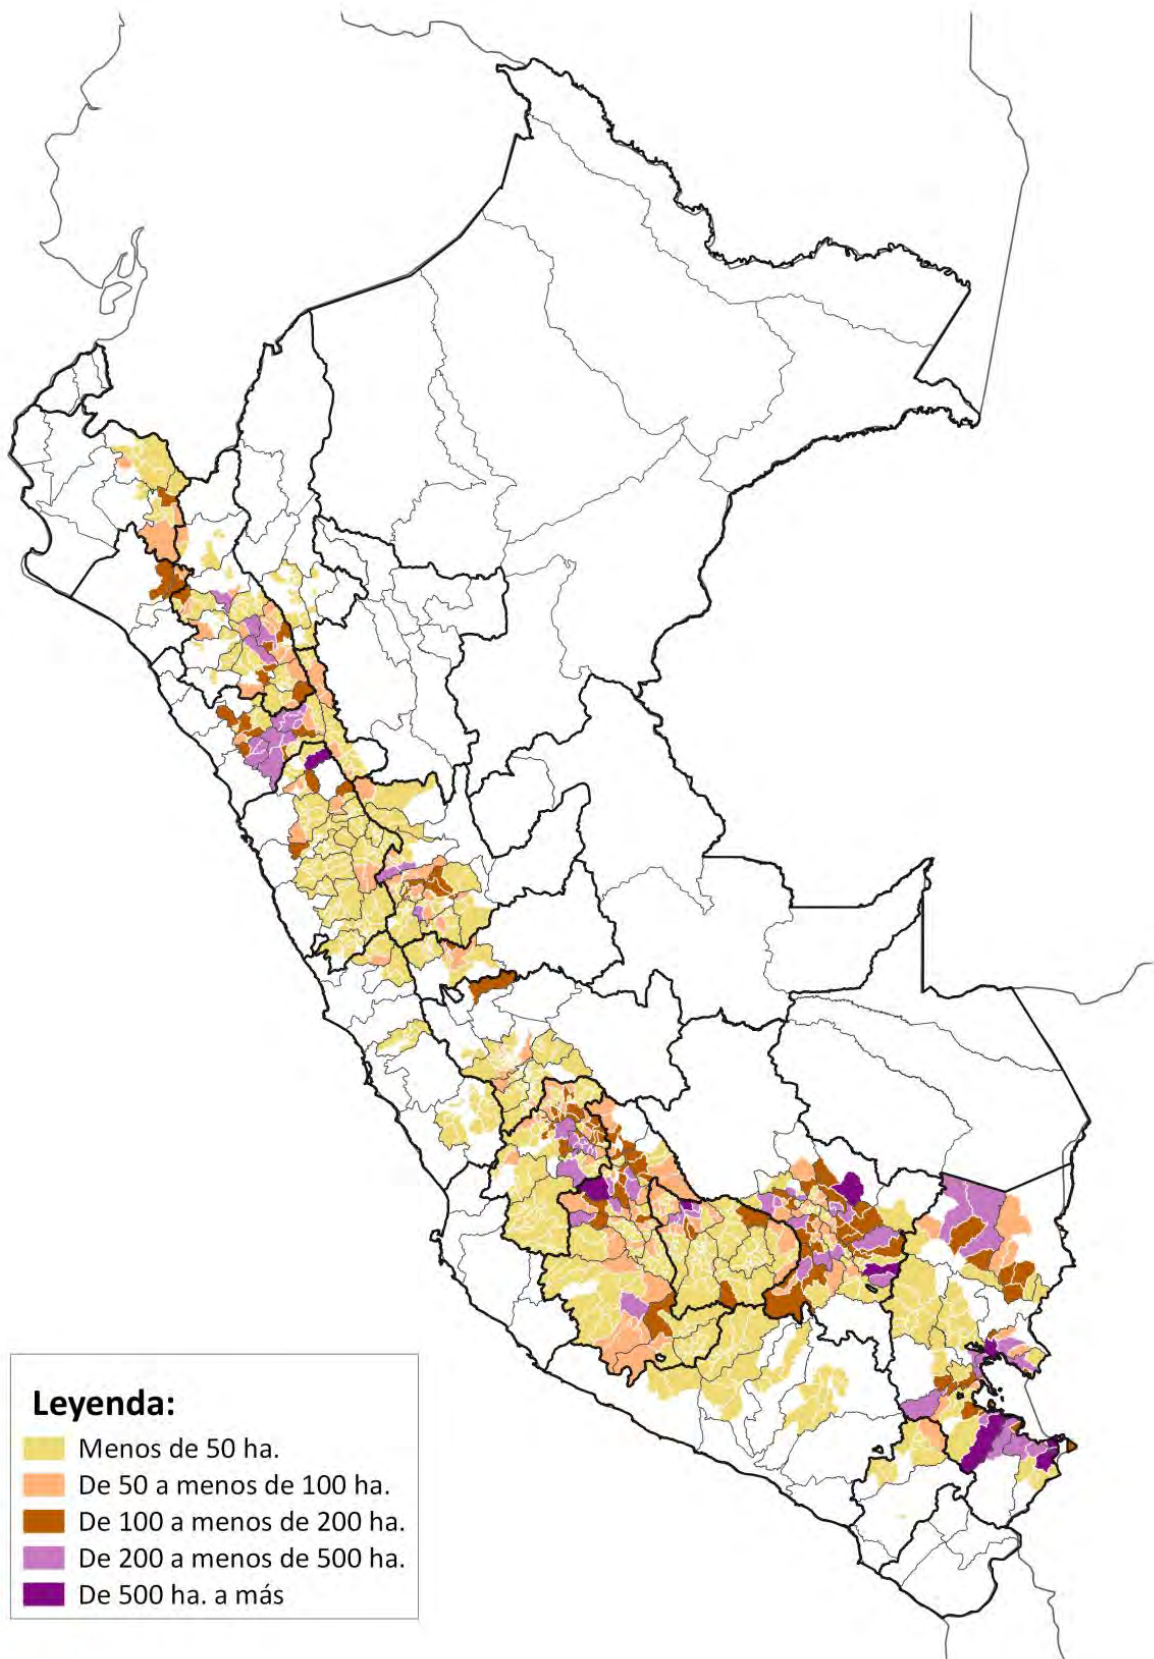 Leyenda:
Menos de 50 ha.
De 50 a menos de 100 ha.
De 100 a menos de 200 ha.
De 200 a menos de 500 ha.
De 500 ha. a más